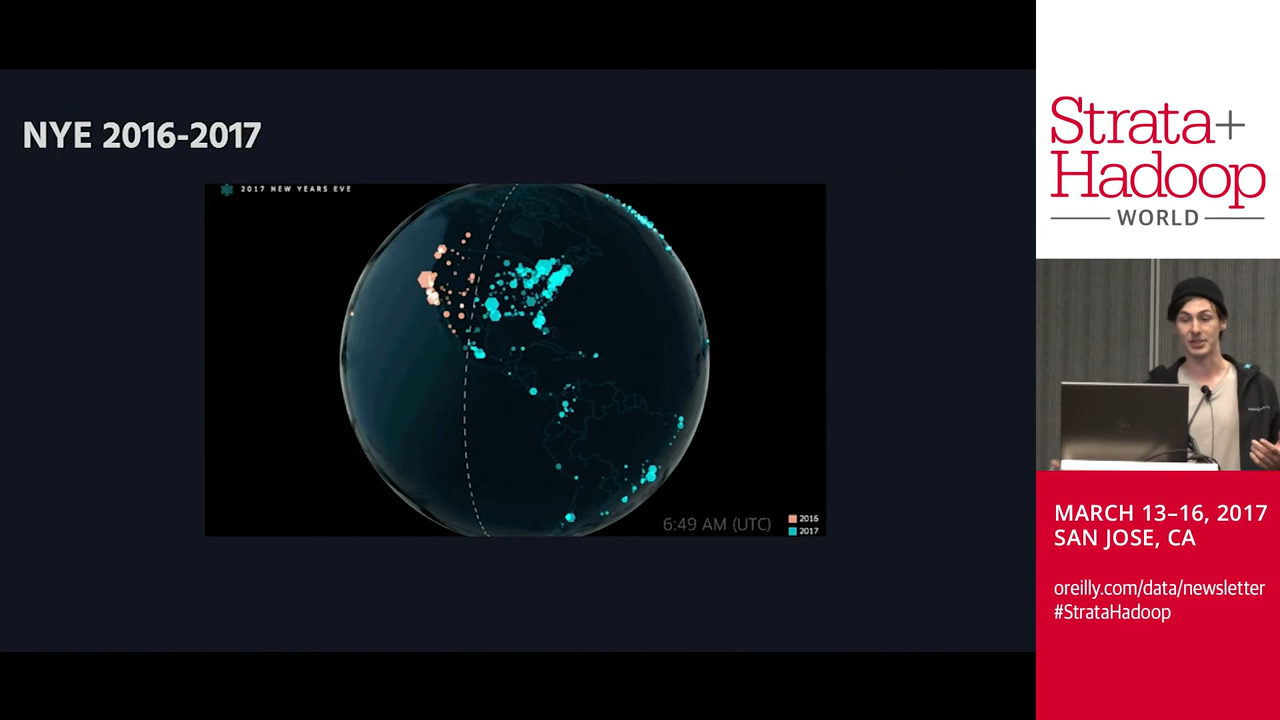 NYE 2016-2017
2017 NEW YEARS EVE
6:49 AM (UTC)
2016
2017
Strata+
Hadoop
WORLD
MARCH 13–16, 2017
SAN JOSE, CA
oreilly.com/data/newsletter
#StrataHadoop